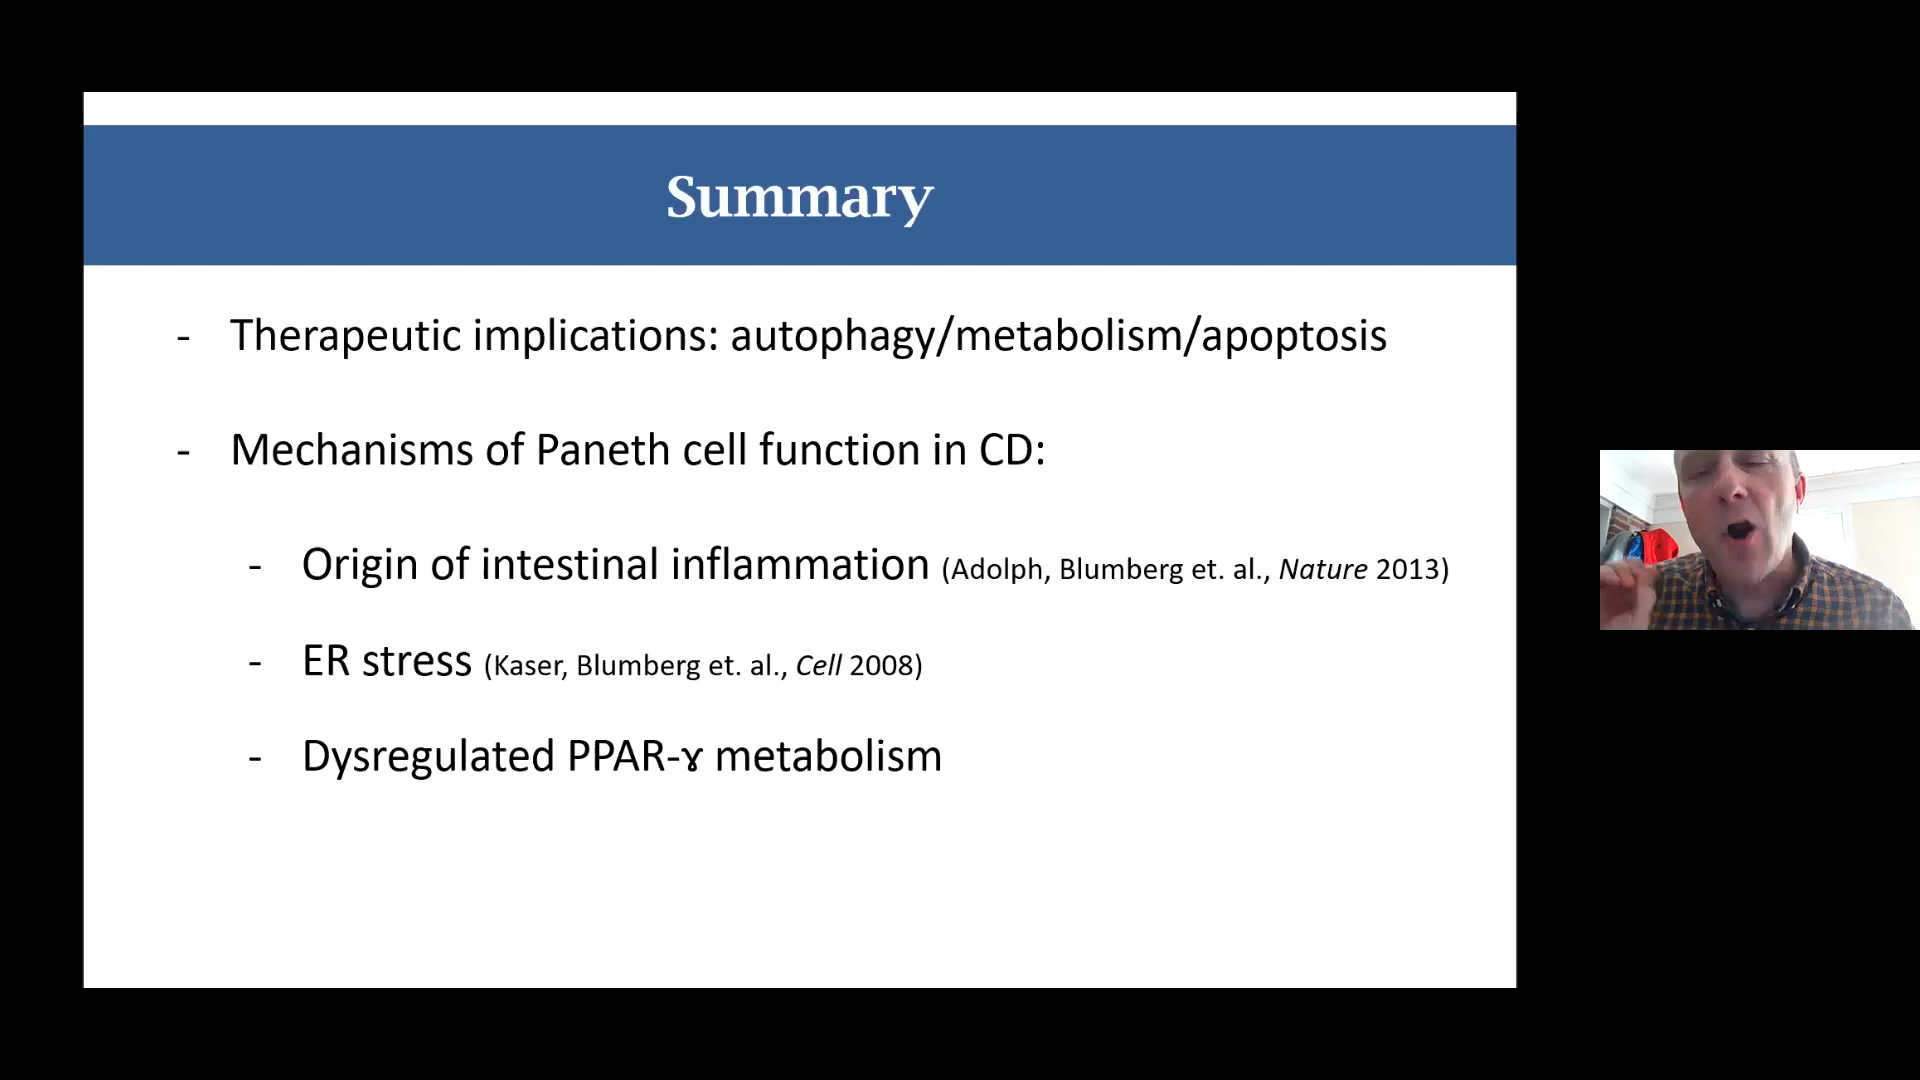 Summary
- Therapeutic implications: autophagy/metabolism/apoptosis
- Mechanisms of Paneth cell function in CD:
- Origin of intestinal inflammation (Adolph, Blumberg et. al., Nature 2013)
- ER stress (Kaser, Blumberg et. al., Cell 2008)
- Dysregulated PPAR-ɤ metabolism